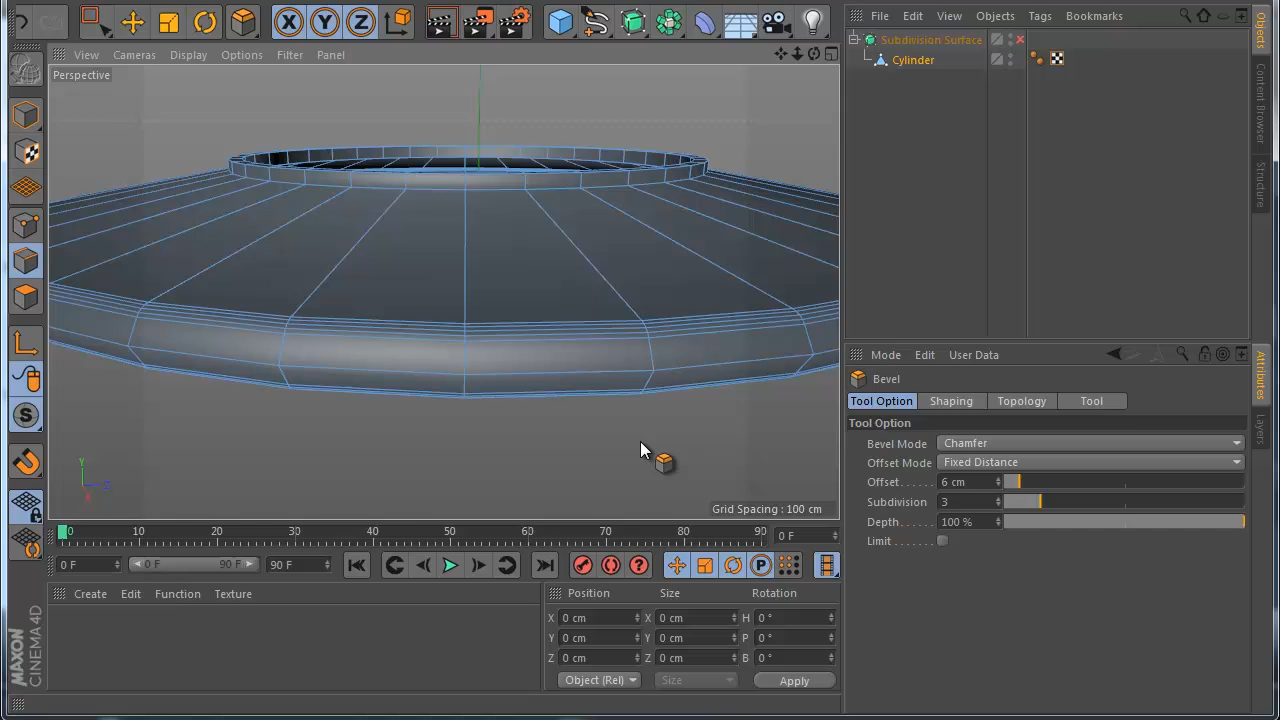 X Y Z
File Edit View Objects Tags Bookmarks
Subdivision Surface
Cylinder
Objects
Content Browser
Structure
View Cameras Display Options Filter Panel
Perspective
Y
Z
X
Grid Spacing : 100 cm
S
Mode Edit User Data
Bevel
Tool Option Shaping Topology Tool
Tool Option
Bevel Mode Chamfer
Offset Mode Fixed Distance
Offset...... 6 cm
Subdivision 3
Depth...... 100 %
Limit.......
Attributes
Layers
0 10 20 30 40 50 60 70 80 90 0 F
0 F 0 F 90 F 90 F
P
Create Edit Function Texture
Position Size Rotation
X 0 cm X 0 cm H 0 °
Y 0 cm Y 0 cm P 0 °
Z 0 cm Z 0 cm B 0 °
Object (Rel) Size Apply
MAXON
CINEMA 4D